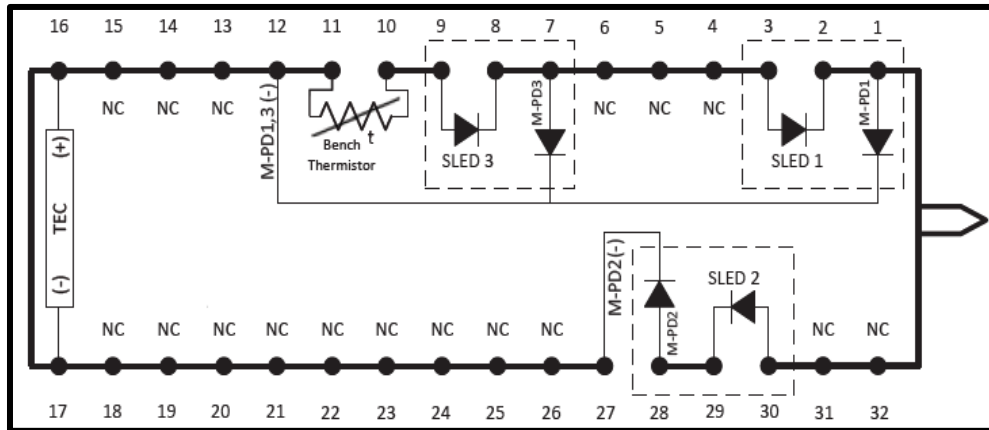 16 15 14 13 12 11 10 9 8 7 6 5 4 3 2 1
NC NC NC NC NC NC
M-PD1,3 (-)
t
Bench
Thermistor
SLED 3
M-PD3
SLED 1
M-PD1
(+)
TEC
(-)
M-PD2(-)
M-PD2
SLED 2
NC NC NC NC NC NC NC NC NC NC NC
17 18 19 20 21 22 23 24 25 26 27 28 29 30 31 32